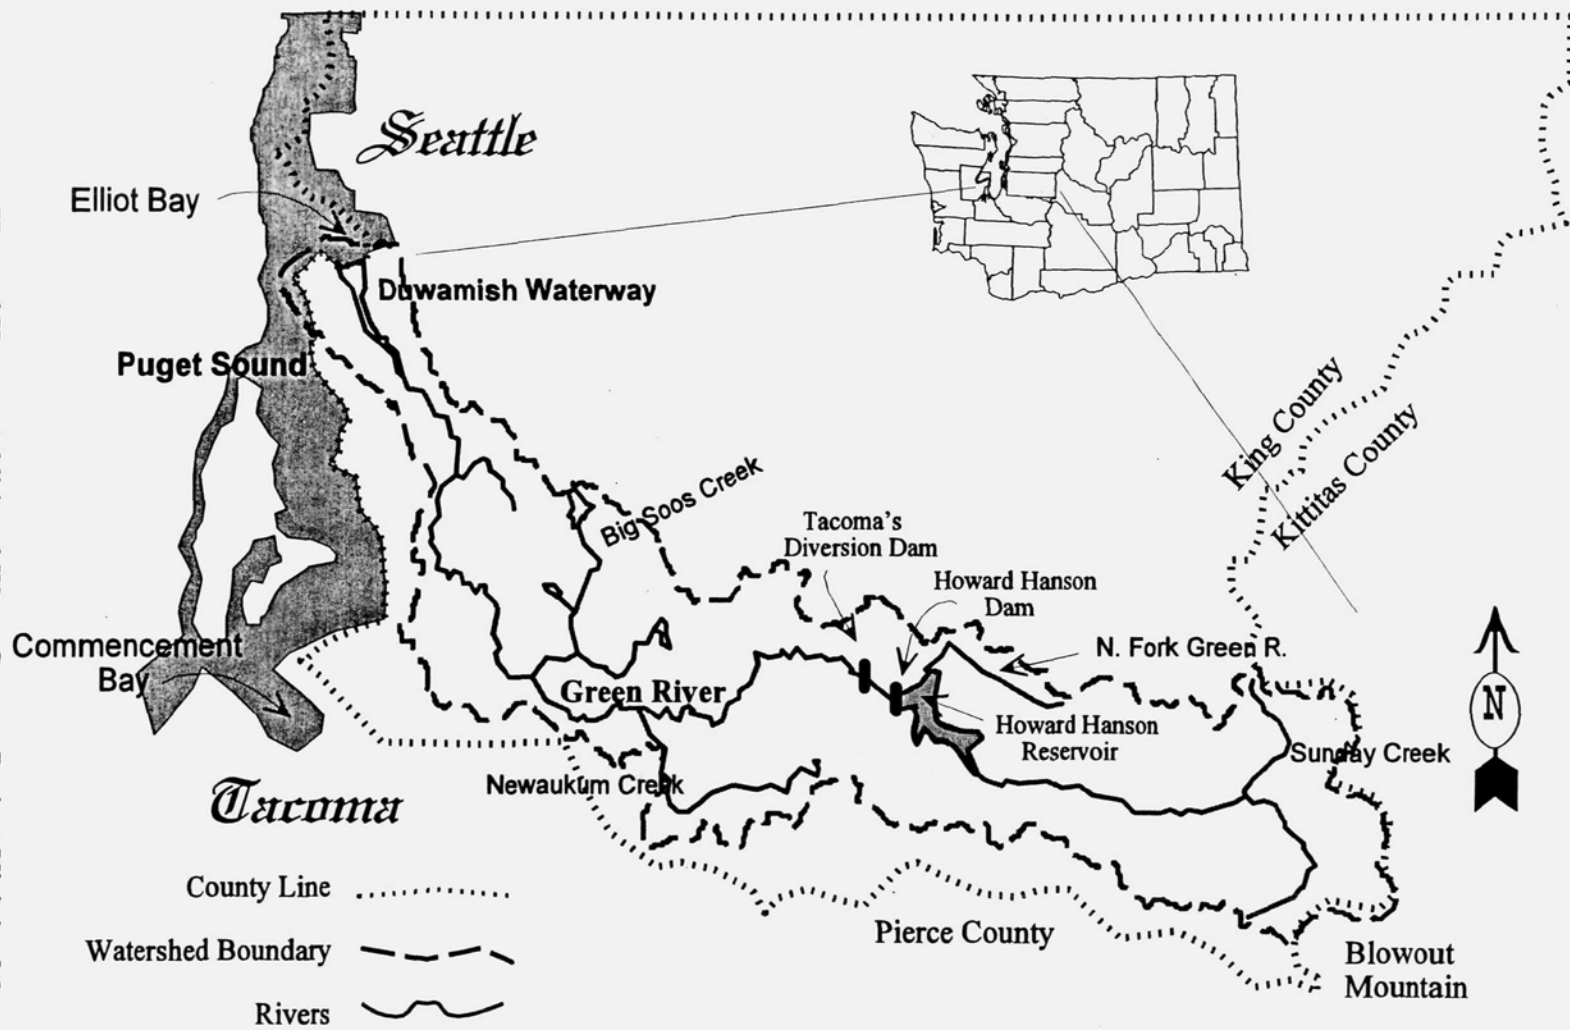 Seattle
Elliot Bay
Duwamish Waterway
Puget Sound
King County
Kittitas County
Big Soos Creek
Tacoma's
Diversion Dam
Howard Hanson
Dam
N. Fork Green R.
Commencement
Bay
Green River
Howard Hanson
Reservoir
N
Sunday Creek
Newaukum Creek
Tacoma
County Line
Pierce County
Watershed Boundary
Blowout
Mountain
Rivers